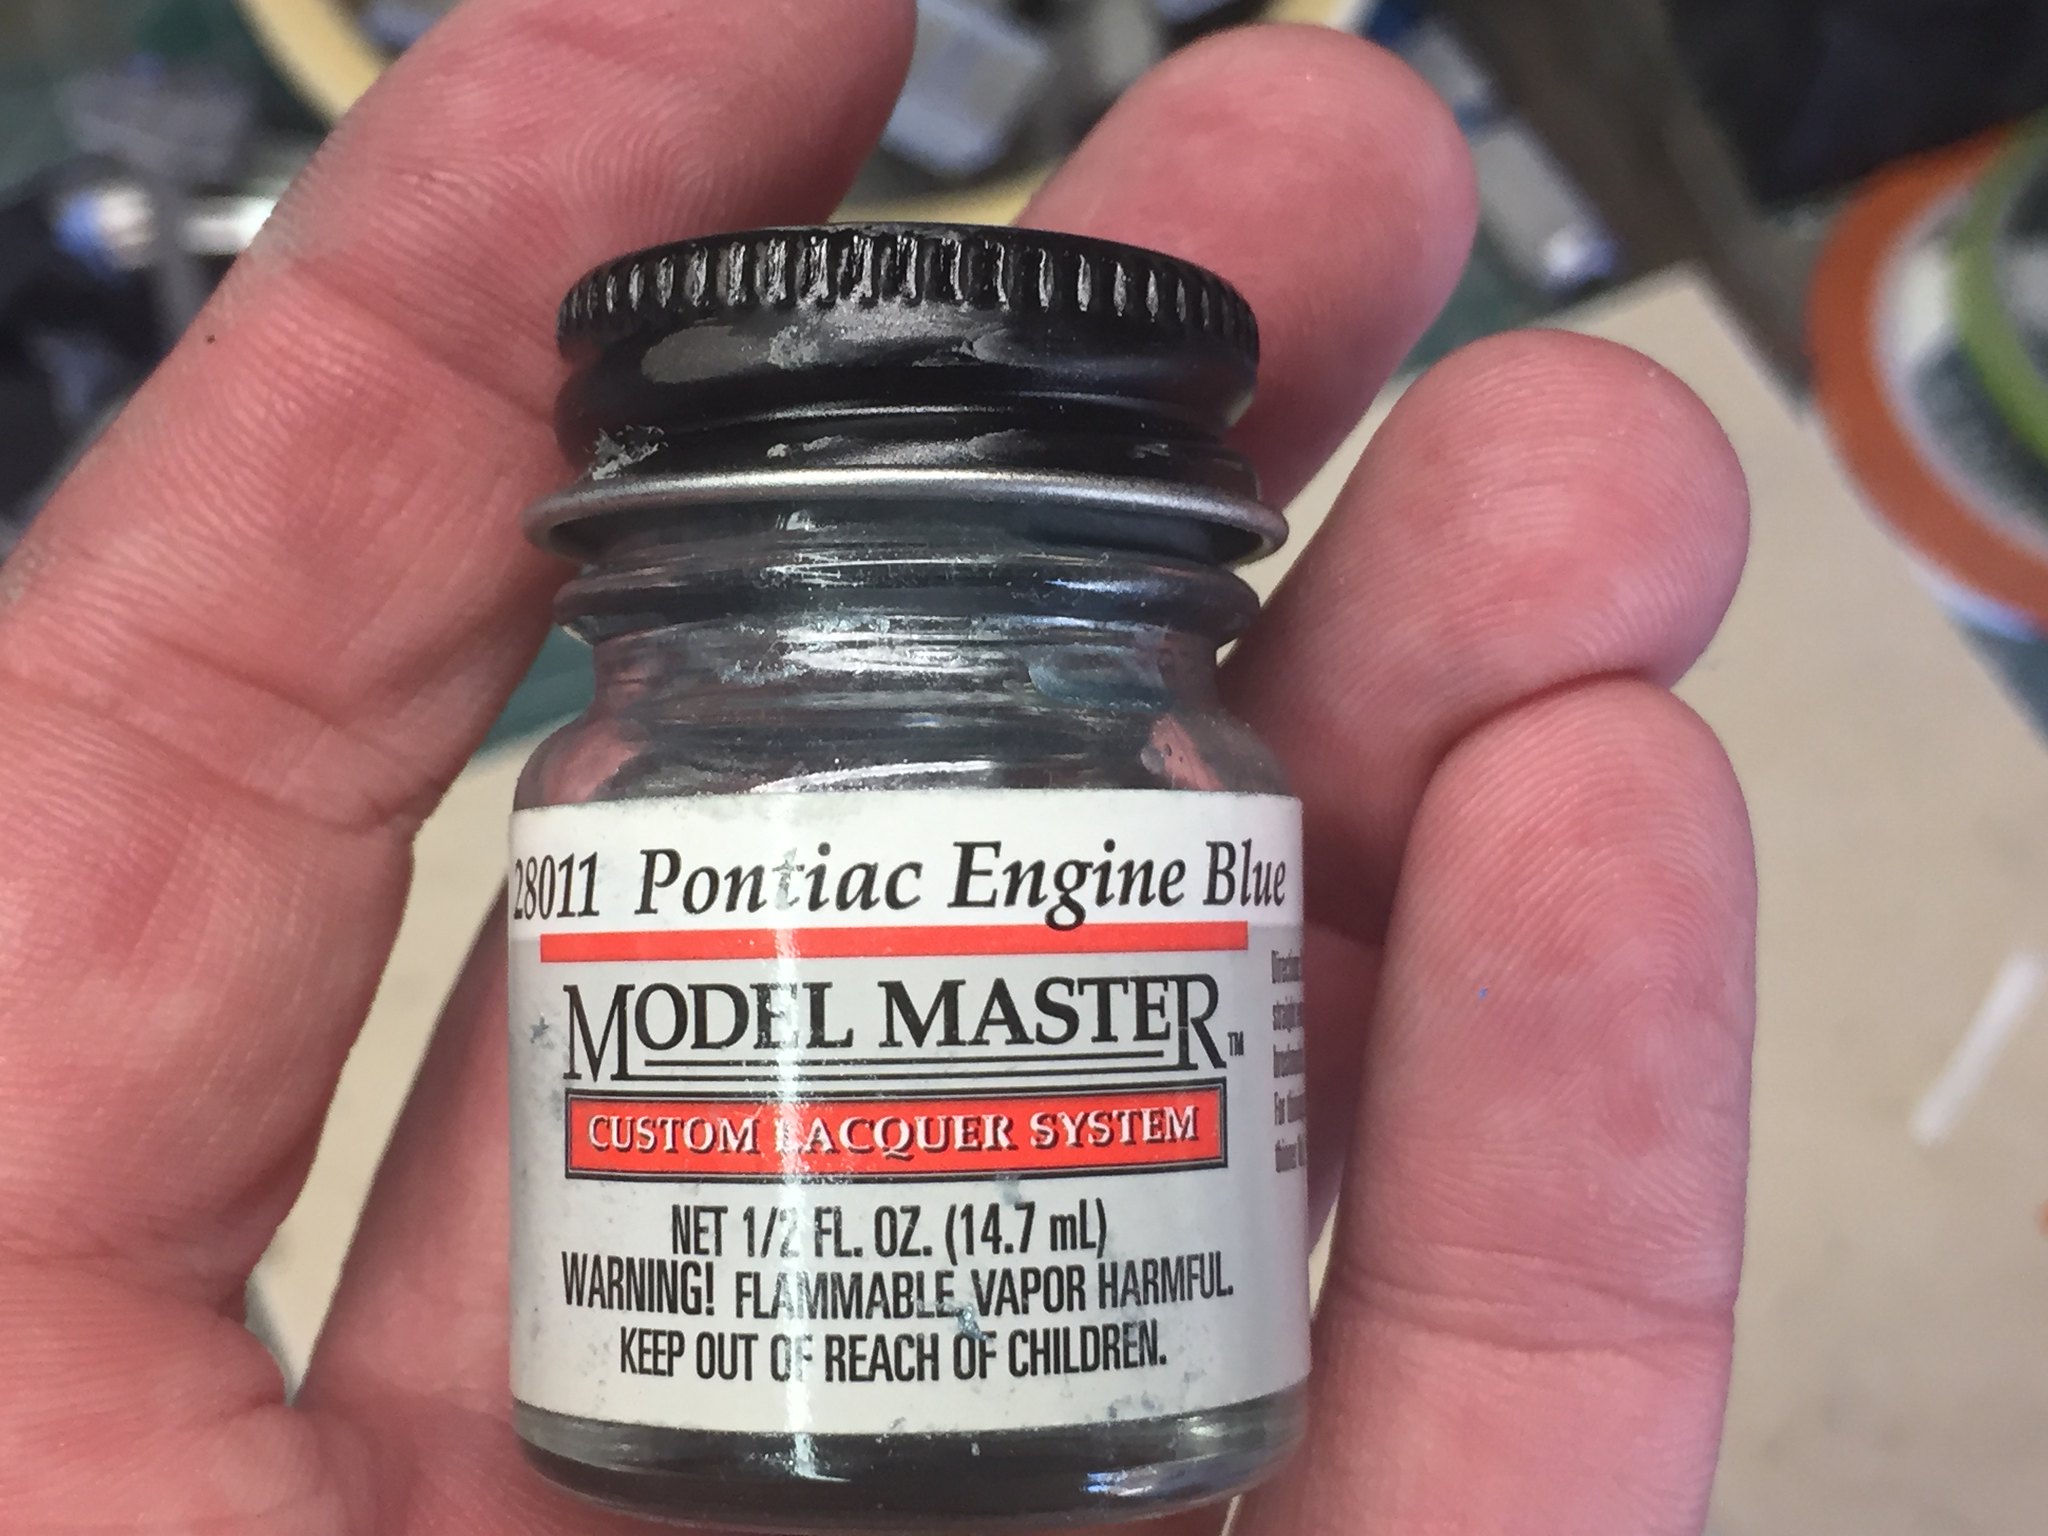 28011 Pontiac Engine Blue
MODEL MASTER™
CUSTOM LACQUER SYSTEM
NET 1/2 FL. OZ. (14.7 mL)
WARNING! FLAMMABLE, VAPOR HARMFUL.
KEEP OUT OF REACH OF CHILDREN.